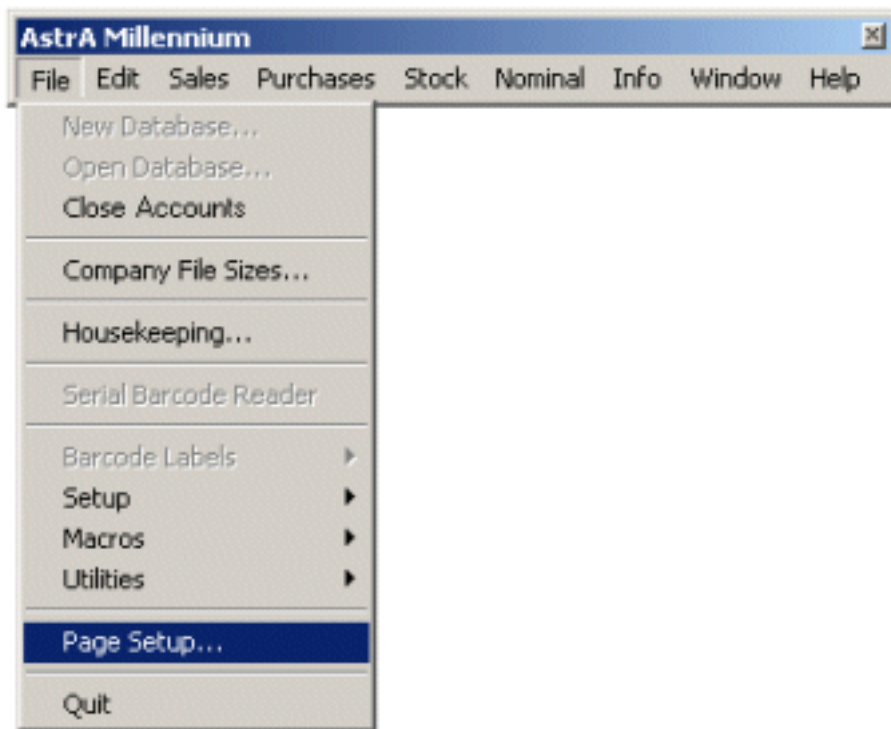 AstrA Millennium
File Edit Sales Purchases Stock Nominal Info Window Help
New Database...
Open Database...
Close Accounts
Company File Sizes...
Housekeeping...
Serial Barcode Reader
Barcode Labels
Setup
Macros
Utilities
Page Setup...
Quit